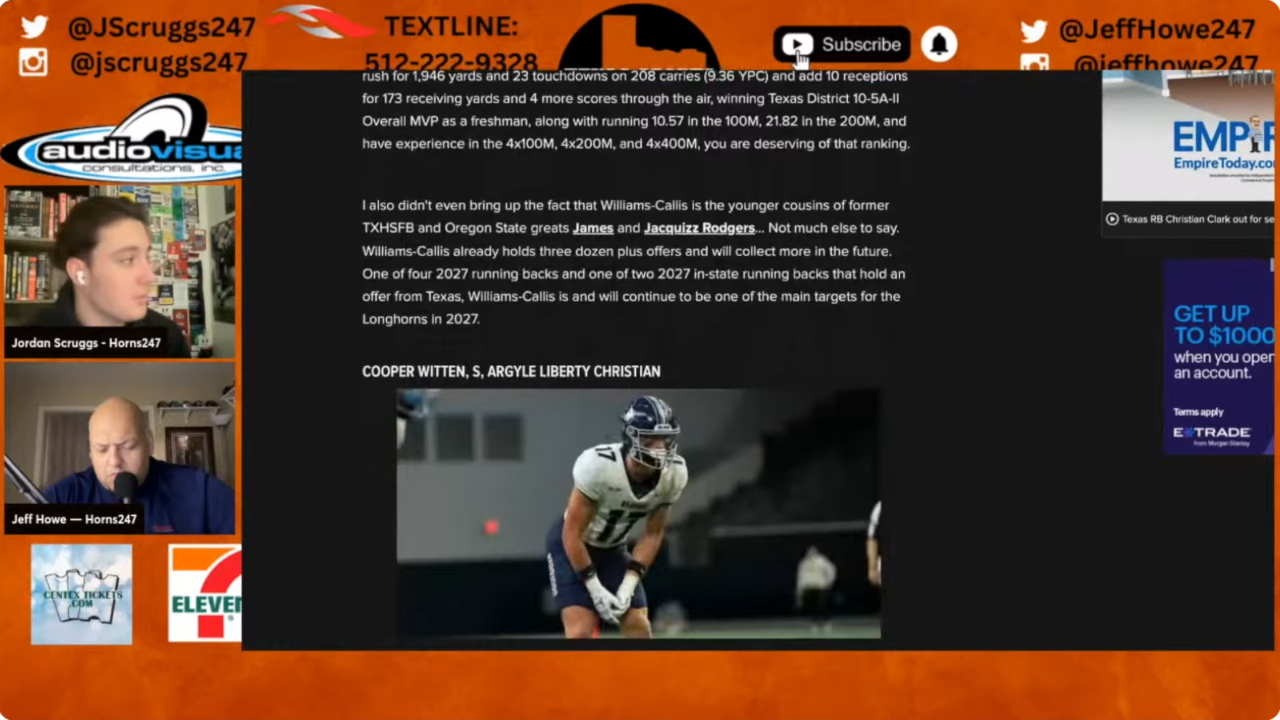 @JScruggs247
@jscruggs247
TEXTLINE:
512-222-9328
Subscribe
@JeffHowe247
@jeffhowe247
rush for 1,946 yards and 23 touchdowns on 208 carries (9.36 YPC) and add 10 receptions
for 173 receiving yards and 4 more scores through the air, winning Texas District 10-5A-II
Overall MVP as a freshman, along with running 10.57 in the 100M, 21.82 in the 200M, and
have experience in the 4x100M, 4x200M, and 4x400M, you are deserving of that ranking.
I also didn't even bring up the fact that Williams-Callis is the younger cousins of former
TXHSFB and Oregon State greats James and Jacquizz Rodgers... Not much else to say.
Williams-Callis already holds three dozen plus offers and will collect more in the future.
One of four 2027 running backs and one of two 2027 in-state running backs that hold an
offer from Texas, Williams-Callis is and will continue to be one of the main targets for the
Longhorns in 2027.
COOPER WITTEN, S, ARGYLE LIBERTY CHRISTIAN
17
audiovisua
consultations, inc.
Jordan Scruggs - Horns247
Jeff Howe — Horns247
CENTEX TICKETS
.COM
7
ELEVEN
EMPIR
EmpireToday.co
Texas RB Christian Clark out for se
GET UP
TO $1000
when you open
an account.
Terms apply
E*TRADE
from Morgan Stanley